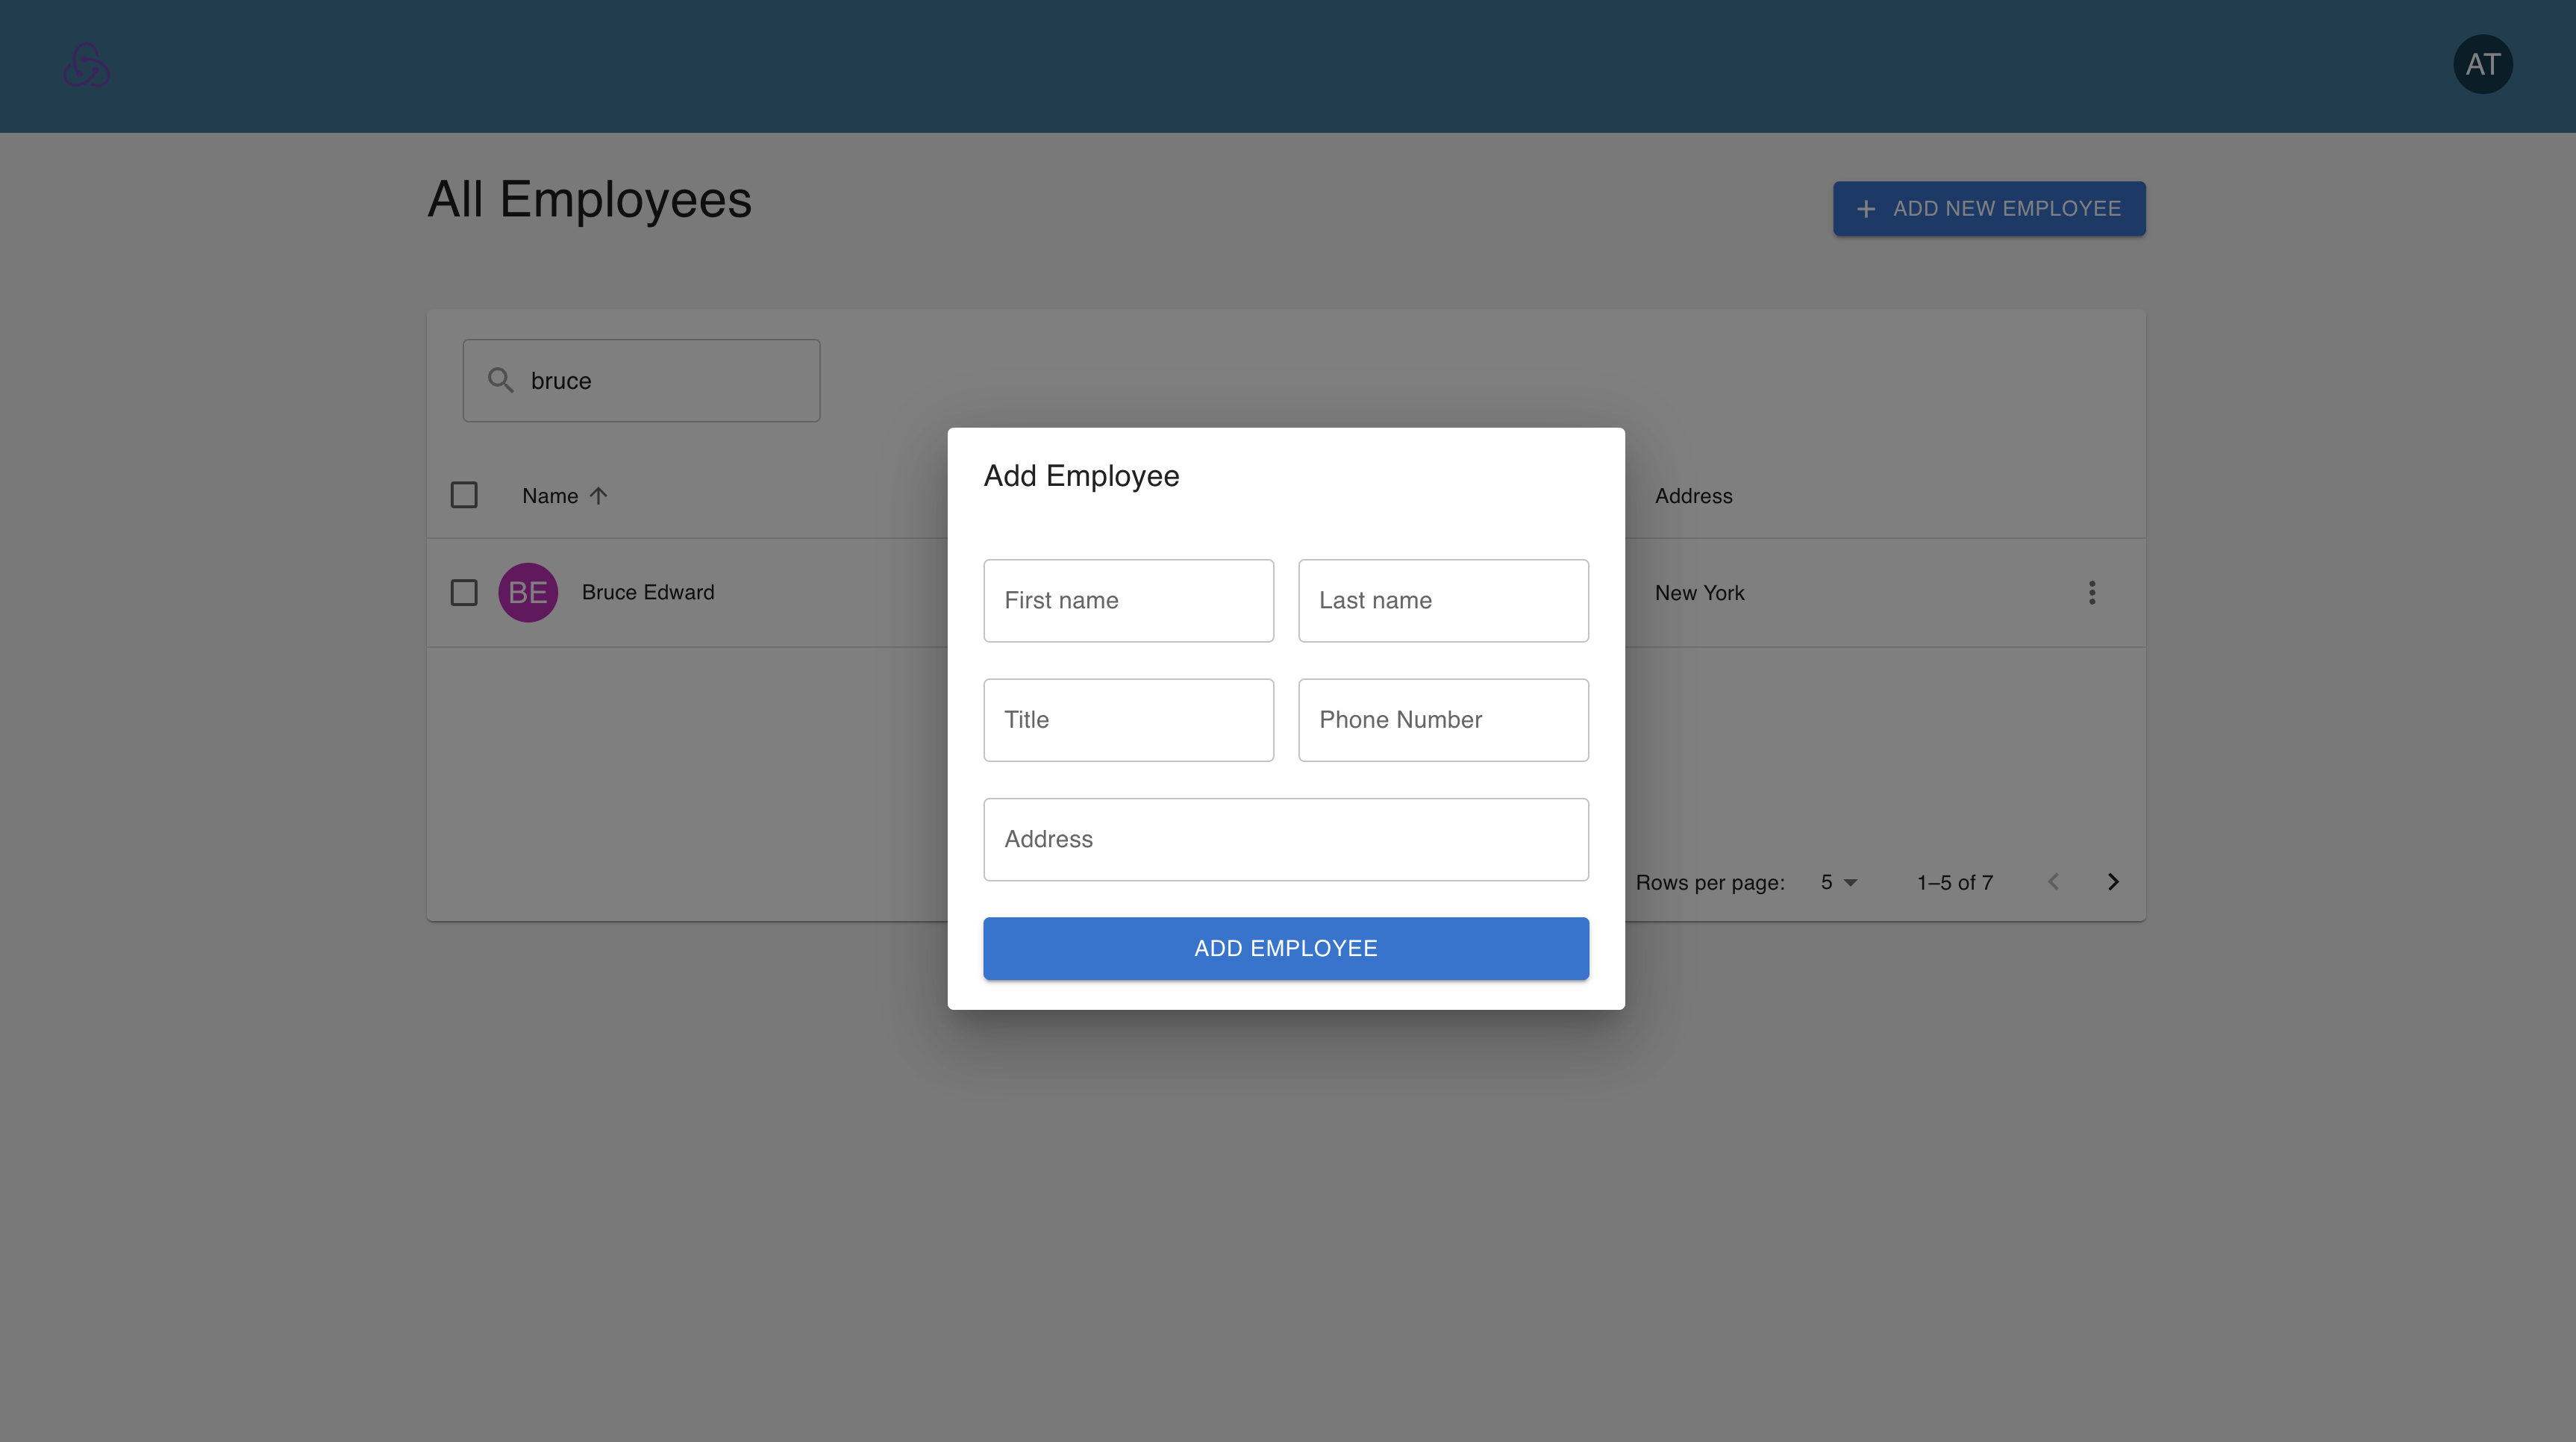 AT
All Employees
ADD NEW EMPLOYEE
bruce
Name
Address
BE
Bruce Edward
New York
Add Employee
First name
Last name
Title
Phone Number
Address
ADD EMPLOYEE
Rows per page:
5
1–5 of 7